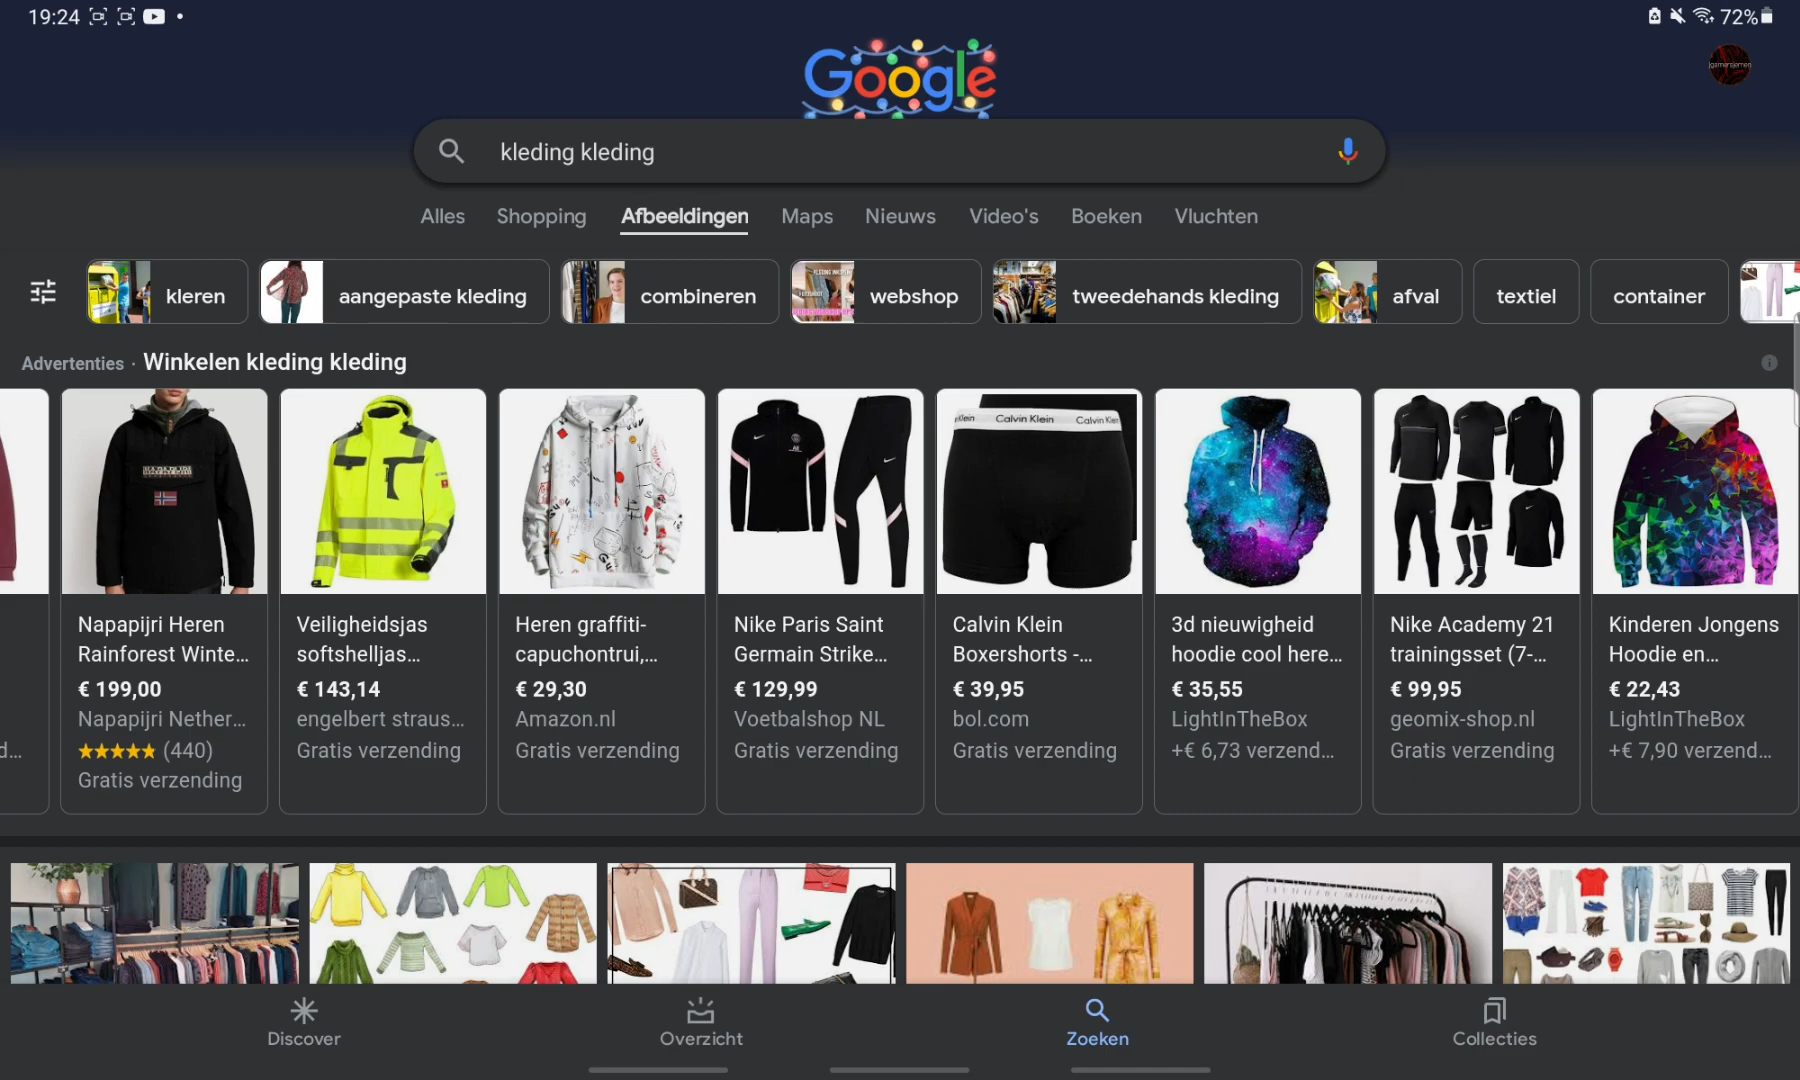 19:24
72%
Google
kleding kleding
Alles Shopping Afbeeldingen Maps Nieuws Video's Boeken Vluchten
kleren aangepaste kleding combineren webshop tweedehands kleding afval textiel container
Advertenties · Winkelen kleding kleding
Calvin Klein
d...
Napapijri Heren
Rainforest Winte...
€ 199,00
Napapijri Nether...
(440)
Gratis verzending
Veiligheidsjas
softshelljas...
€ 143,14
engelbert straus...
Gratis verzending
Heren graffiti-
capuchontrui,...
€ 29,30
Amazon.nl
Gratis verzending
Nike Paris Saint
Germain Strike...
€ 129,99
Voetbalshop NL
Gratis verzending
Calvin Klein
Boxershorts -...
€ 39,95
bol.com
Gratis verzending
3d nieuwigheid
hoodie cool here...
€ 35,55
LightInTheBox
+€ 6,73 verzend...
Nike Academy 21
trainingsset (7-...
€ 99,95
geomix-shop.nl
Gratis verzending
Kinderen Jongens
Hoodie en...
€ 22,43
LightInTheBox
+€ 7,90 verzend...
Discover Overzicht Zoeken Collecties